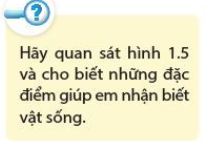 ?
Hãy quan sát hình 1.5
và cho biết những đặc
điểm giúp em nhận biết
vật sống.